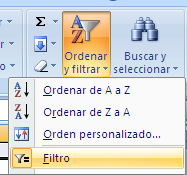 Σ
Ordenar y filtrar
Buscar y seleccionar
Ordenar de A a Z
Ordenar de Z a A
Orden personalizado...
Filtro